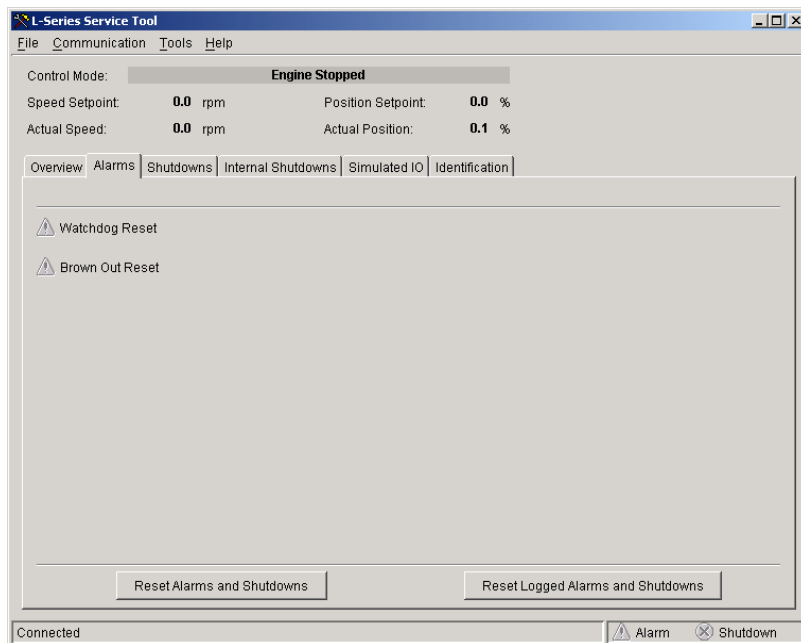 L-Series Service Tool
File Communication Tools Help
Control Mode: Engine Stopped
Speed Setpoint: 0.0 rpm Position Setpoint: 0.0 %
Actual Speed: 0.0 rpm Actual Position: 0.1 %
Overview Alarms Shutdowns Internal Shutdowns Simulated IO Identification
Watchdog Reset
Brown Out Reset
Reset Alarms and Shutdowns Reset Logged Alarms and Shutdowns
Connected Alarm Shutdown